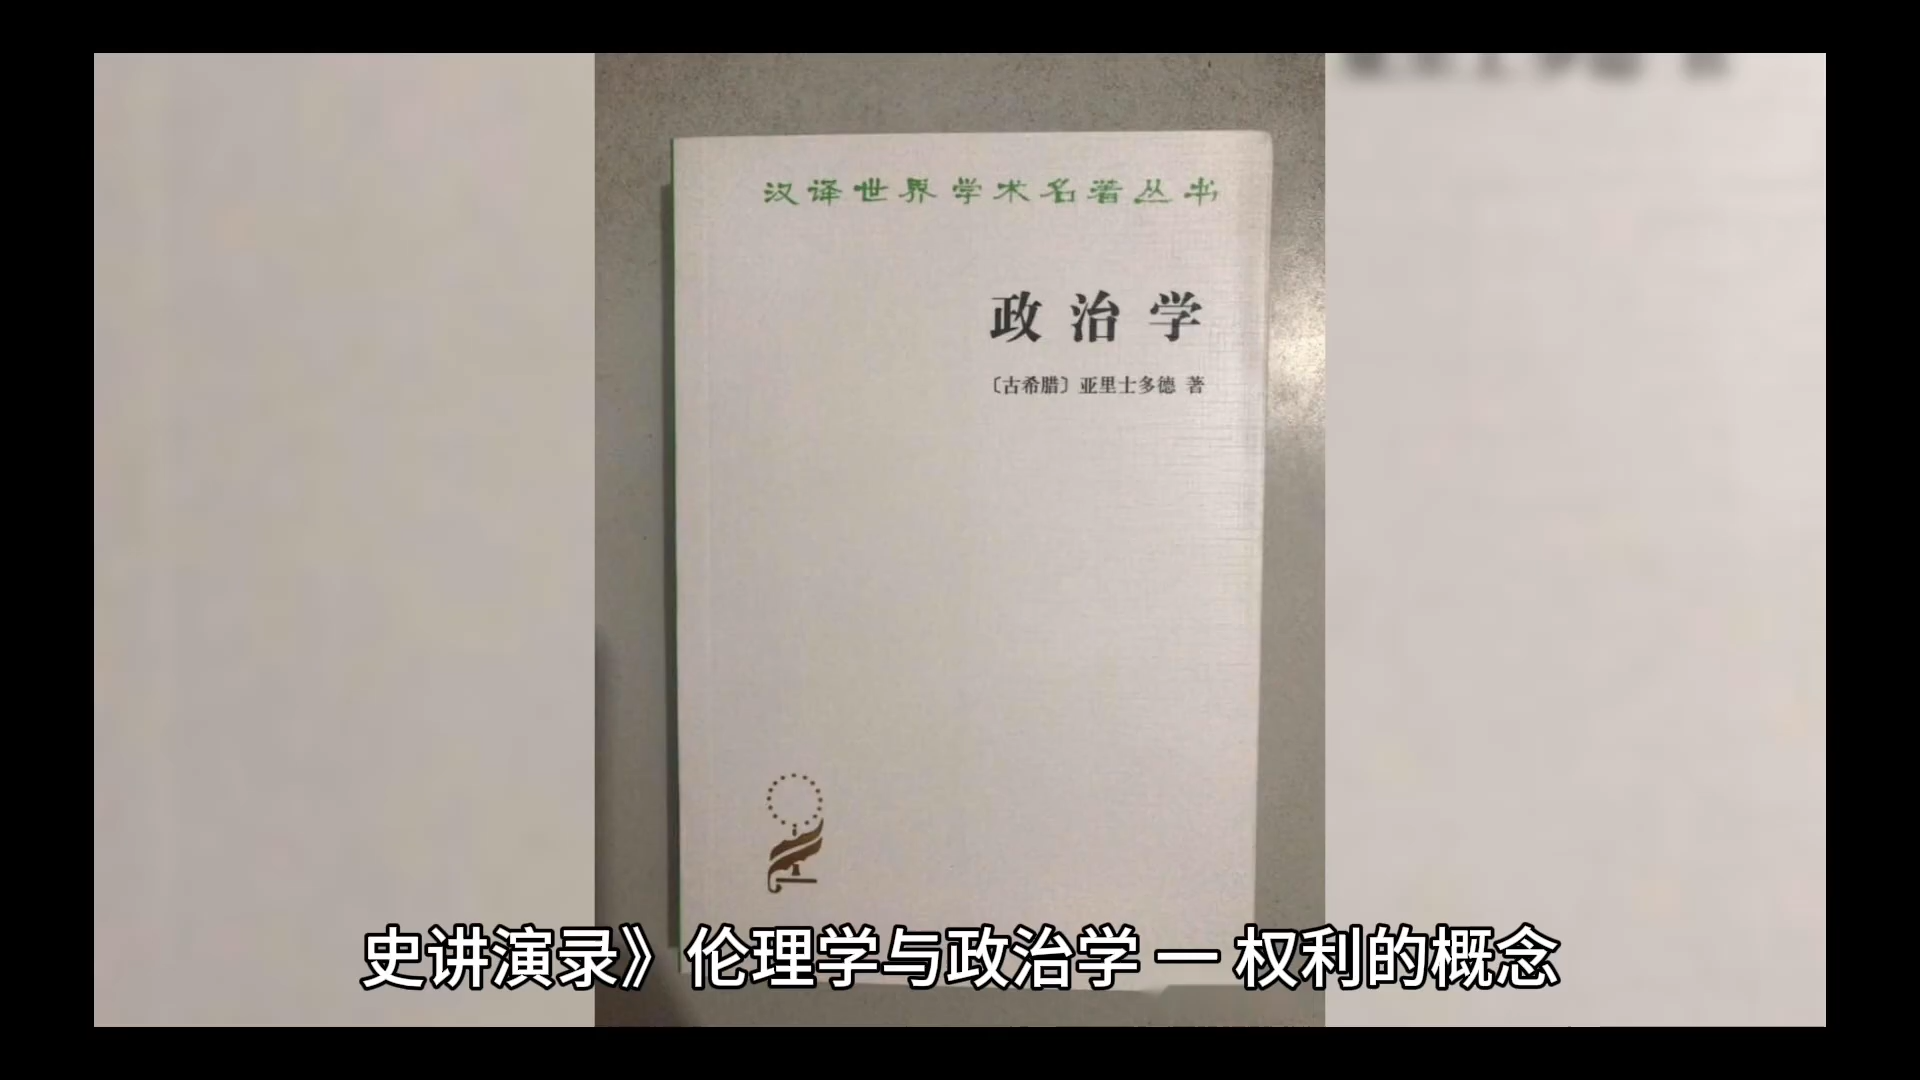 汉译世界学术名著丛书
政治学
〔古希腊〕亚里士多德 著
史讲演录》伦理学与政治学 — 权利的概念